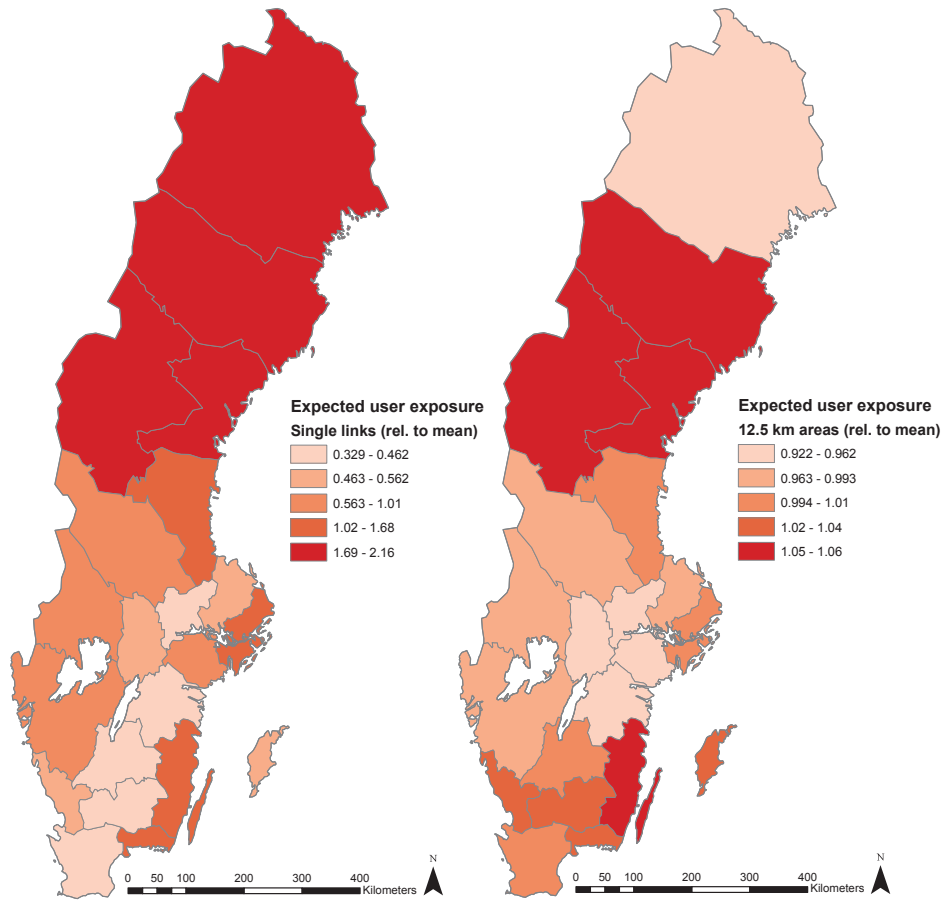 Expected user exposure
Single links (rel. to mean)
0.329 - 0.462
0.463 - 0.562
0.563 - 1.01
1.02 - 1.68
1.69 - 2.16
N
0 50 100 200 300 400
Kilometers
Expected user exposure
12.5 km areas (rel. to mean)
0.922 - 0.962
0.963 - 0.993
0.994 - 1.01
1.02 - 1.04
1.05 - 1.06
N
0 50 100 200 300 400
Kilometers